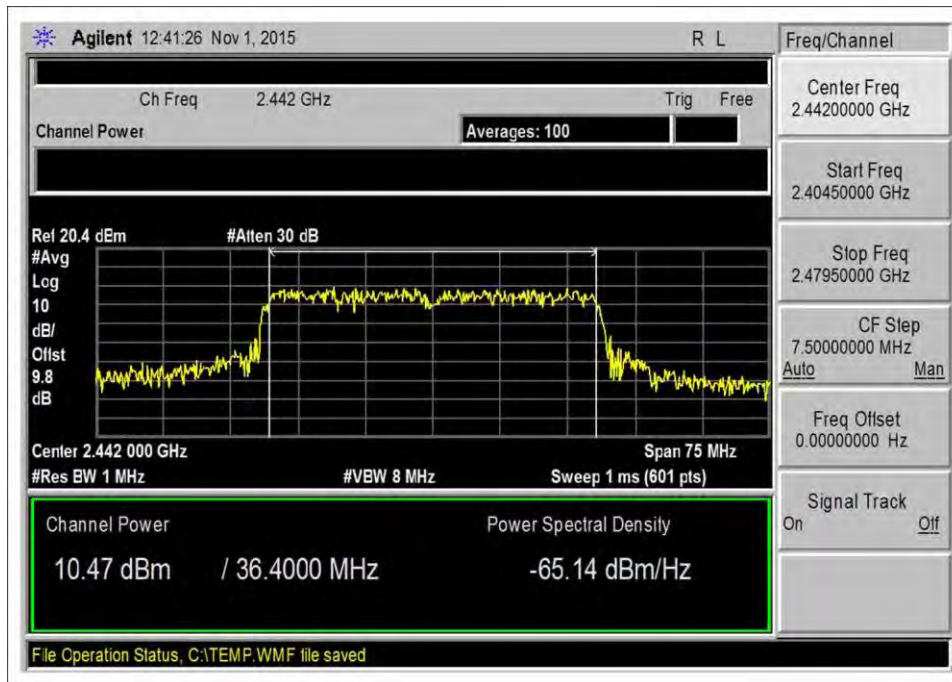 Agilent 12:41:26 Nov 1, 2015 R L
Freq/Channel
Ch Freq 2.442 GHz Trig Free
Channel Power Averages: 100
Center Freq
2.44200000 GHz
Start Freq
2.40450000 GHz
Stop Freq
2.47950000 GHz
CF Step
7.50000000 MHz
Auto Man
Freq Offset
0.00000000 Hz
Signal Track
On Off
Ref 20.4 dBm #Atten 30 dB
#Avg
Log
10
dB/
Offst
9.8
dB
Center 2.442 000 GHz Span 75 MHz
#Res BW 1 MHz #VBW 8 MHz Sweep 1 ms (601 pts)
Channel Power Power Spectral Density
10.47 dBm / 36.4000 MHz -65.14 dBm/Hz
File Operation Status, C:\TEMP.WMF file saved